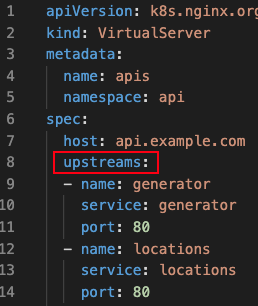 1 apiVersion: k8s.nginx.org
2 kind: VirtualServer
3 metadata:
4   name: apis
5   namespace: api
6 spec:
7   host: api.example.com
8   upstreams:
9   - name: generator
10     service: generator
11     port: 80
12   - name: locations
13     service: locations
14     port: 80